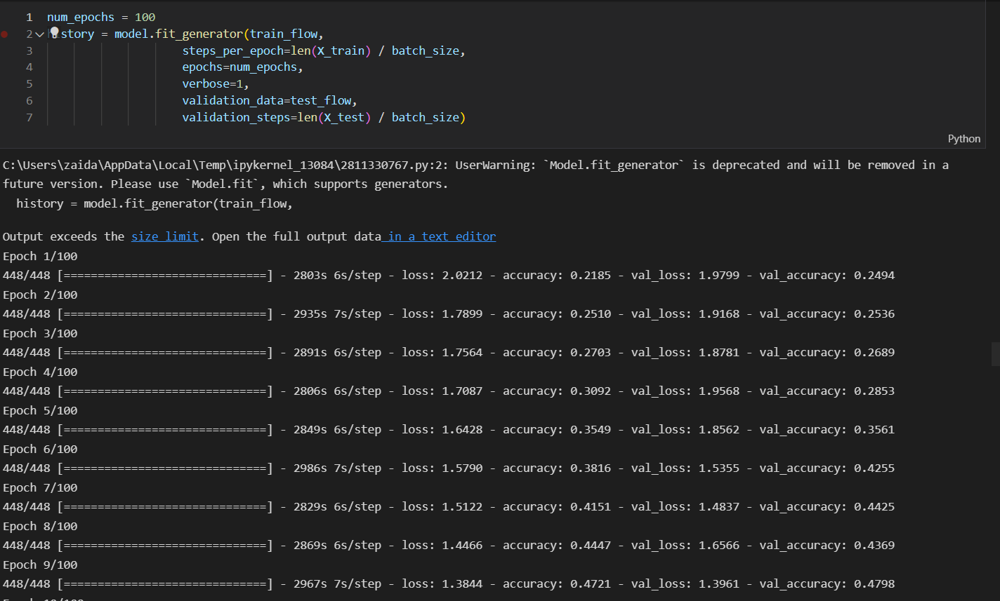 1 num_epochs = 100
2 story = model.fit_generator(train_flow,
3 steps_per_epoch=len(X_train) / batch_size,
4 epochs=num_epochs,
5 verbose=1,
6 validation_data=test_flow,
7 validation_steps=len(X_test) / batch_size)
Python
C:\Users\zaida\AppData\Local\Temp\ipykernel_13084\2811330767.py:2: UserWarning: `Model.fit_generator` is deprecated and will be removed in a
future version. Please use `Model.fit`, which supports generators.
history = model.fit_generator(train_flow,
Output exceeds the size limit. Open the full output data in a text editor
Epoch 1/100
448/448 [==============================] - 2803s 6s/step - loss: 2.0212 - accuracy: 0.2185 - val_loss: 1.9799 - val_accuracy: 0.2494
Epoch 2/100
448/448 [==============================] - 2935s 7s/step - loss: 1.7899 - accuracy: 0.2510 - val_loss: 1.9168 - val_accuracy: 0.2536
Epoch 3/100
448/448 [==============================] - 2891s 6s/step - loss: 1.7564 - accuracy: 0.2703 - val_loss: 1.8781 - val_accuracy: 0.2689
Epoch 4/100
448/448 [==============================] - 2806s 6s/step - loss: 1.7087 - accuracy: 0.3092 - val_loss: 1.9568 - val_accuracy: 0.2853
Epoch 5/100
448/448 [==============================] - 2849s 6s/step - loss: 1.6428 - accuracy: 0.3549 - val_loss: 1.8562 - val_accuracy: 0.3561
Epoch 6/100
448/448 [==============================] - 2986s 7s/step - loss: 1.5790 - accuracy: 0.3816 - val_loss: 1.5355 - val_accuracy: 0.4255
Epoch 7/100
448/448 [==============================] - 2829s 6s/step - loss: 1.5122 - accuracy: 0.4151 - val_loss: 1.4837 - val_accuracy: 0.4425
Epoch 8/100
448/448 [==============================] - 2869s 6s/step - loss: 1.4466 - accuracy: 0.4447 - val_loss: 1.6566 - val_accuracy: 0.4369
Epoch 9/100
448/448 [==============================] - 2967s 7s/step - loss: 1.3844 - accuracy: 0.4721 - val_loss: 1.3961 - val_accuracy: 0.4798